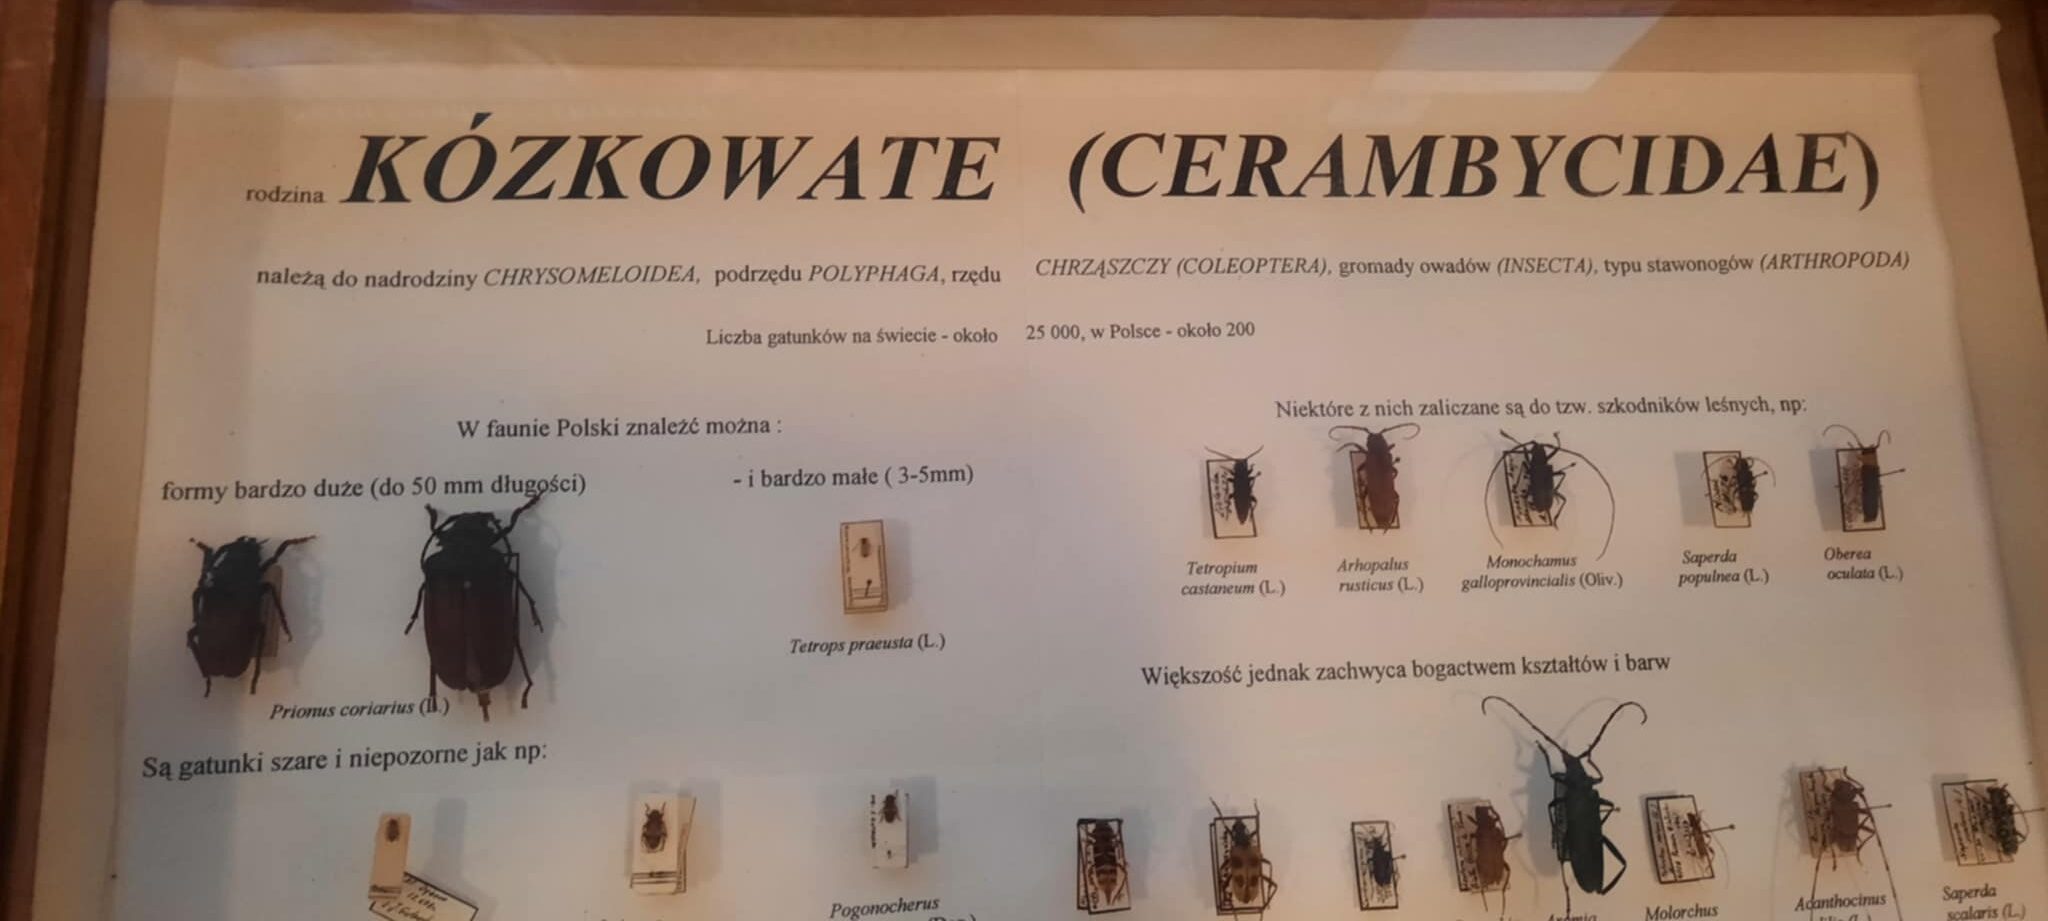 rodzina KÓZKOWATE (CERAMBYCIDAE)
należą do nadrodziny CHRYSOMELOIDEA, podrzędu POLYPHAGA, rzędu CHRZĄSZCZY (COLEOPTERA), gromady owadów (INSECTA), typu stawonogów (ARTHROPODA)
Liczba gatunków na świecie - około 25 000, w Polsce - około 200
W faunie Polski znaleźć można :
formy bardzo duże (do 50 mm długości)
- i bardzo małe ( 3-5mm)
Prionus coriarius (L.)
Tetrops praeusta (L.)
Są gatunki szare i niepozorne jak np:
Pogonocherus
Niektóre z nich zaliczane są do tzw. szkodników leśnych, np:
Tetropium
castaneum (L.)
Arhopalus
rusticus (L.)
Monochamus
galloprovincialis (Oliv.)
Saperda
populnea (L.)
Oberea
oculata (L.)
Większość jednak zachwyca bogactwem kształtów i barw
Molorchus
Acanthocinus
Saperda
scalaris (L.)